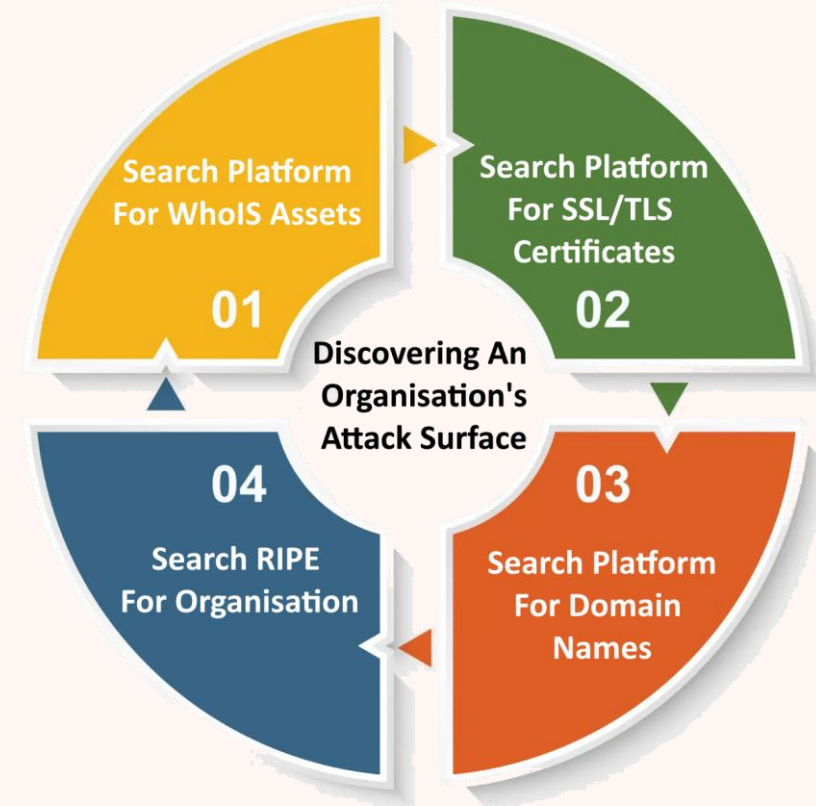 Search Platform
For WhoIS Assets
01
Search Platform
For SSL/TLS
Certificates
02
Discovering An
Organisation's
Attack Surface
03
Search Platform
For Domain
Names
04
Search RIPE
For Organisation